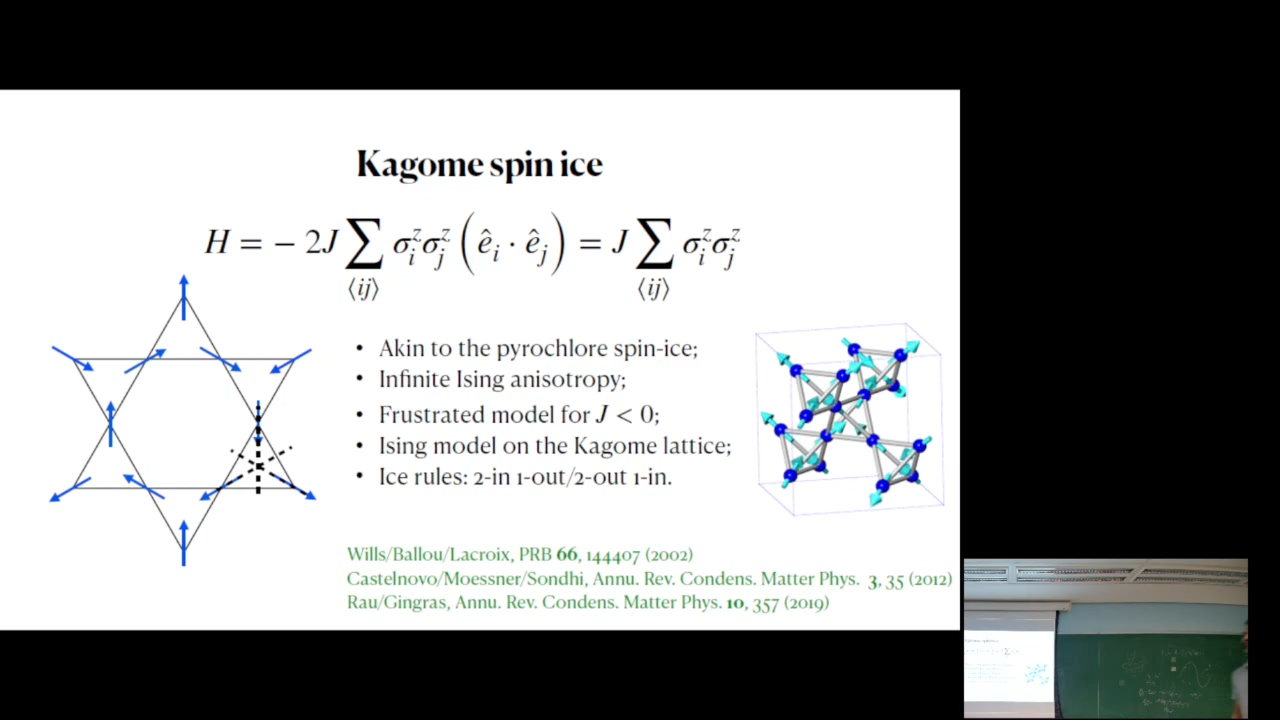 Kagome spin ice
H = − 2J ∑⟨ij⟩ σᵢᶻσⱼᶻ (êᵢ · êⱼ) = J ∑⟨ij⟩ σᵢᶻσⱼᶻ
• Akin to the pyrochlore spin-ice;
• Infinite Ising anisotropy;
• Frustrated model for J < 0;
• Ising model on the Kagome lattice;
• Ice rules: 2-in 1-out/2-out 1-in.
Wills/Ballou/Lacroix, PRB 66, 144407 (2002)
Castelnovo/Moessner/Sondhi, Annu. Rev. Condens. Matter Phys. 3, 35 (2012)
Rau/Gingras, Annu. Rev. Condens. Matter Phys. 10, 357 (2019)